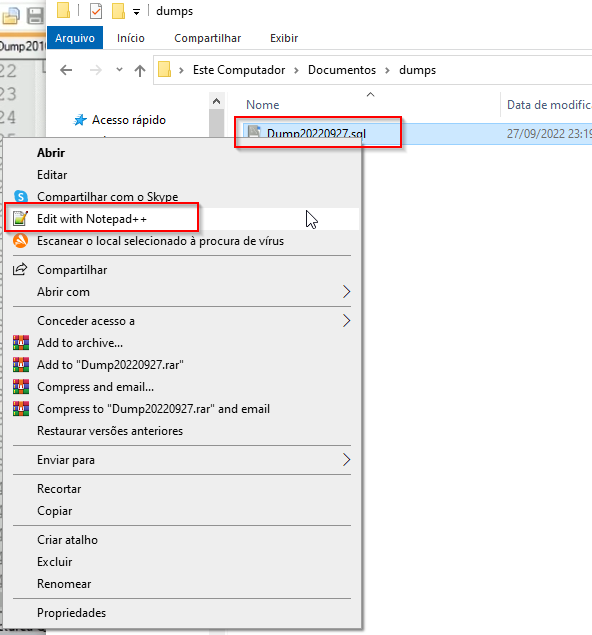 dumps
Arquivo
Início
Compartilhar
Exibir
Este Computador
Documentos
dumps
Dump201
22
23
24
Acesso rápido
Nome
Data de modifica
Dump20220927.sql
27/09/2022 23:19
Abrir
Editar
Compartilhar com o Skype
Edit with Notepad++
Escanear o local selecionado à procura de vírus
Compartilhar
Abrir com
Conceder acesso a
Add to archive...
Add to "Dump20220927.rar"
Compress and email...
Compress to "Dump20220927.rar" and email
Restaurar versões anteriores
Enviar para
Recortar
Copiar
Criar atalho
Excluir
Renomear
Propriedades